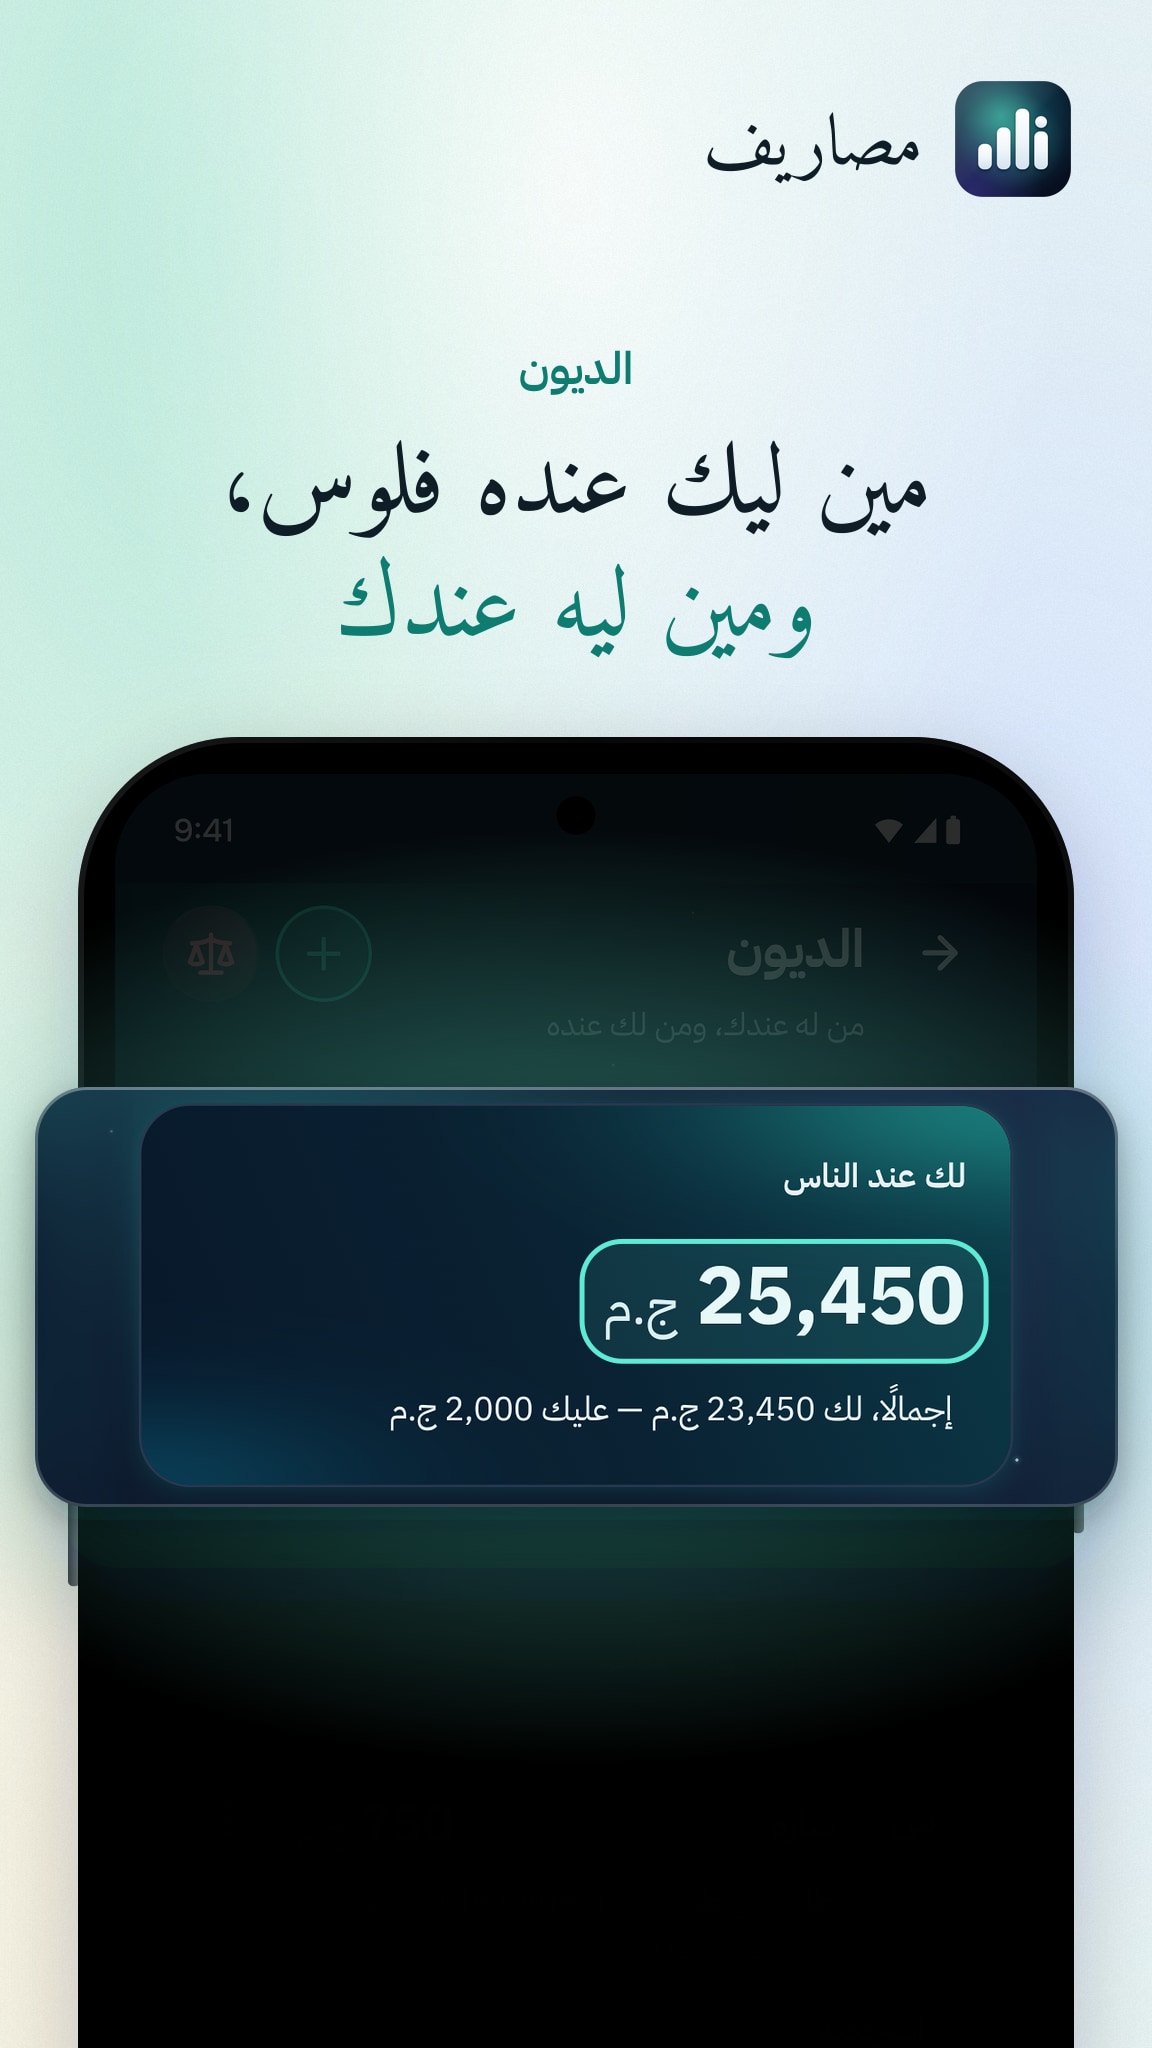 مصاريف
الديون
مين ليك عنده فلوس،
ومين ليه عندك
9:41
الديون
من له عندك، ومن لك عنده
لك عند الناس
25,450 ج.م
إجمالًا، لك 23,450 ج.م — عليك 2,000 ج.م